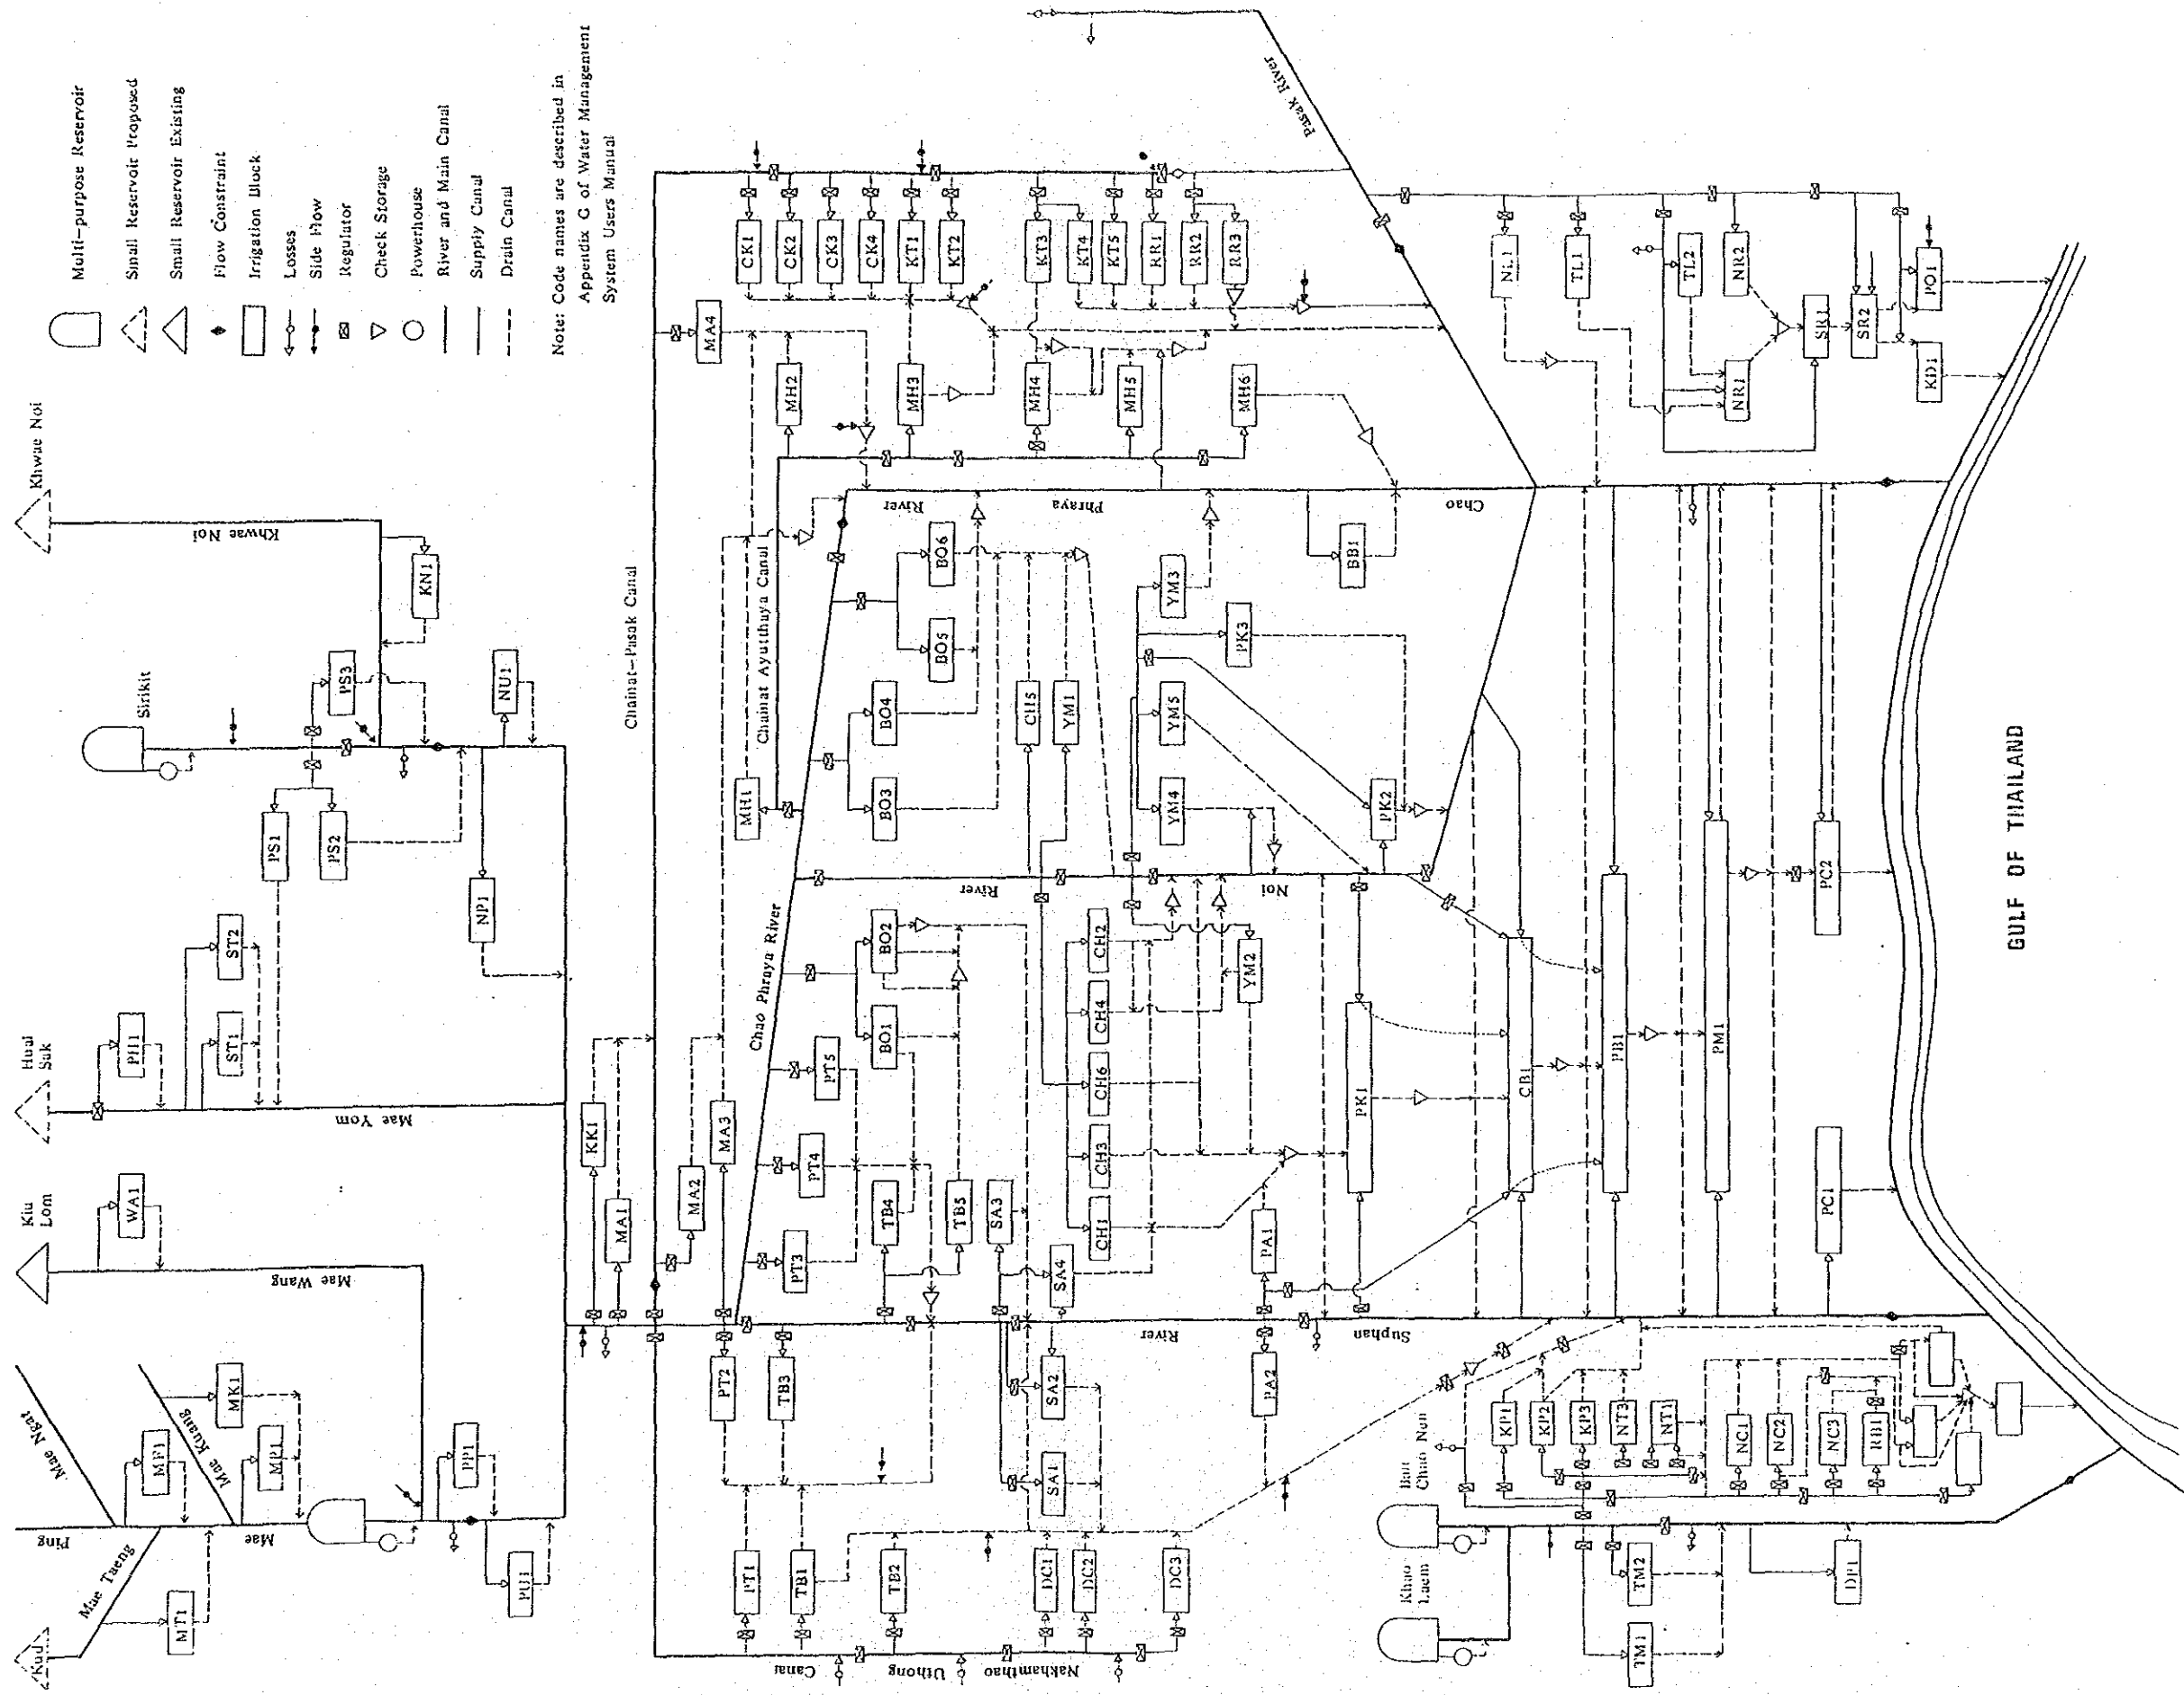 Multi-purpose Reservoir
Small Reservoir Proposed
Small Reservoir Existing
Flow Constraint
Irrigation Block
Losses
Side Flow
Regulator
Check Storage
Powerhouse
River and Main Canal
Supply Canal
Drain Canal
Note: Code names are described in
Appendix G of Water Management
System Users Manual
Kud
Mae Taeng
Ping
Mae Ngat
Mae Kuang
Mae
MT1
MF1
MK1
MP1
PP1
PU1
Kiu
Lom
WA1
Mae Wang
Huai
Sak
PH1
ST1
ST2
Mae Yom
PS1
PS2
NP1
Sirikit
PS3
NU1
Khwae Noi
Khwae Noi
KN1
KK1
MA1
MA2
MA3
MA4
Chainat-Pasak Canal
Chainat Ayutthaya Canal
Chao Phraya River
MH1
MH2
MH3
MH4
MH5
MH6
CK1
CK2
CK3
CK4
KT1
KT2
KT3
KT4
KT5
RR1
RR2
RR3
Pasak River
PT1
PT2
PT3
PT4
PT5
TB1
TB2
TB3
TB4
TB5
BO1
BO2
BO3
BO4
BO5
BO6
River
Phraya
Chao
River
Noi
CH5
YM1
YM3
YM4
YM5
PK3
PK2
BB1
SA1
SA2
SA3
SA4
CH1
CH3
CH6
CH4
CH2
YM2
PA1
PA2
DC1
DC2
DC3
Canal
Uthong
Nakhamthao
River
Suphan
PK1
CB1
PB1
PM1
PC1
PC2
NL1
TL1
TL2
NR1
NR2
SR1
SR2
PO1
KD1
Khao
Laem
Ban
Chao Nen
TM1
TM2
DP1
KP1
KP2
KP3
NT3
NT1
NC1
NC2
NC3
RB1
GULF OF THAILAND